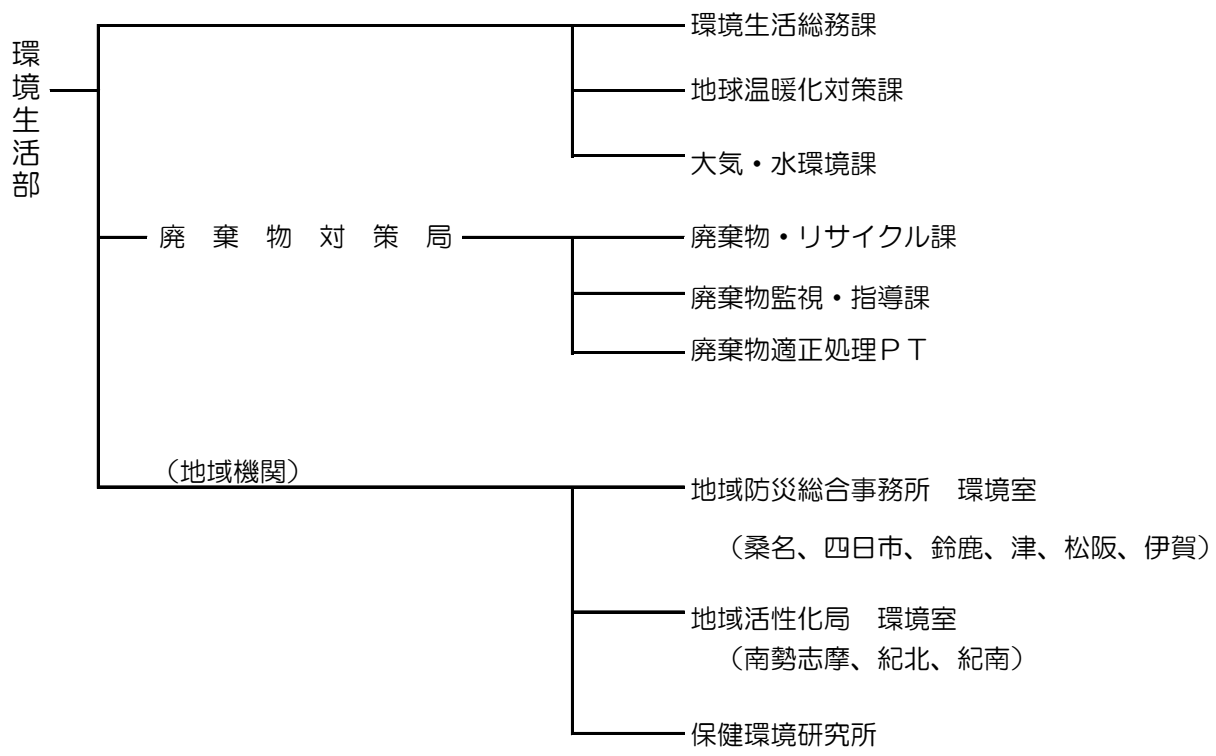 環境生活部
環境生活総務課
地球温暖化対策課
大気・水環境課
廃棄物対策局
廃棄物・リサイクル課
廃棄物監視・指導課
廃棄物適正処理ＰＴ
（地域機関）
地域防災総合事務所　環境室
（桑名、四日市、鈴鹿、津、松阪、伊賀）
地域活性化局　環境室
（南勢志摩、紀北、紀南）
保健環境研究所